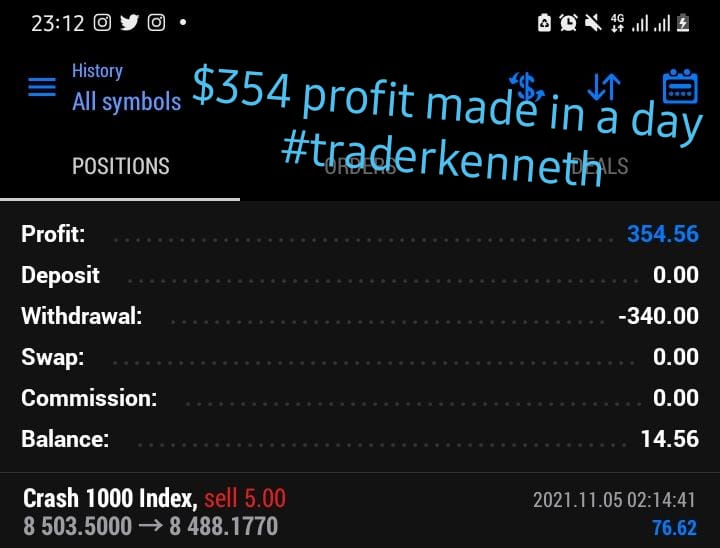 23:12
4G
History
All symbols
$354 profit made in a day
#traderkenneth
POSITIONS
ORDERS
DEALS
Profit: 354.56
Deposit 0.00
Withdrawal: -340.00
Swap: 0.00
Commission: 0.00
Balance: 14.56
Crash 1000 Index, sell 5.00 2021.11.05 02:14:41
8 503.5000 → 8 488.1770 76.62